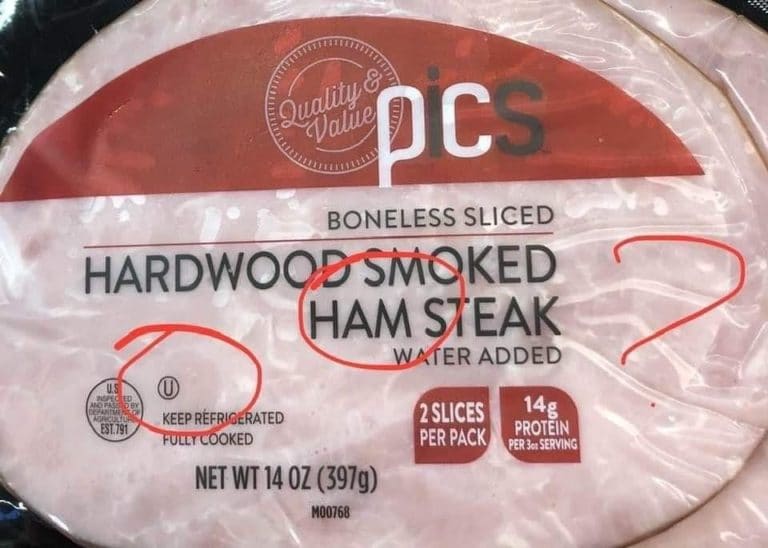 Quality &
Value
pics
BONELESS SLICED
HARDWOOD SMOKED
HAM STEAK
WATER ADDED
U.S.
INSPECTED
AND PASSED BY
DEPARTMENT OF
AGRICULTURE
EST.791
U
KEEP REFRIGERATED
FULLY COOKED
2 SLICES
PER PACK
14g
PROTEIN
PER 3oz SERVING
NET WT 14 OZ (397g)
M00768
?